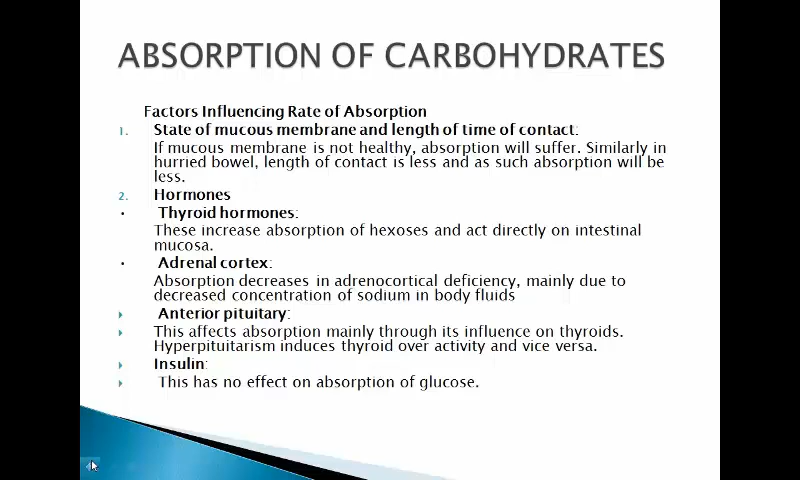 ABSORPTION OF CARBOHYDRATES
Factors Influencing Rate of Absorption
1. State of mucous membrane and length of time of contact:
If mucous membrane is not healthy, absorption will suffer. Similarly in
hurried bowel, length of contact is less and as such absorption will be
less.
2. Hormones
• Thyroid hormones:
These increase absorption of hexoses and act directly on intestinal
mucosa.
• Adrenal cortex:
Absorption decreases in adrenocortical deficiency, mainly due to
decreased concentration of sodium in body fluids
Anterior pituitary:
This affects absorption mainly through its influence on thyroids.
Hyperpituitarism induces thyroid over activity and vice versa.
Insulin:
This has no effect on absorption of glucose.